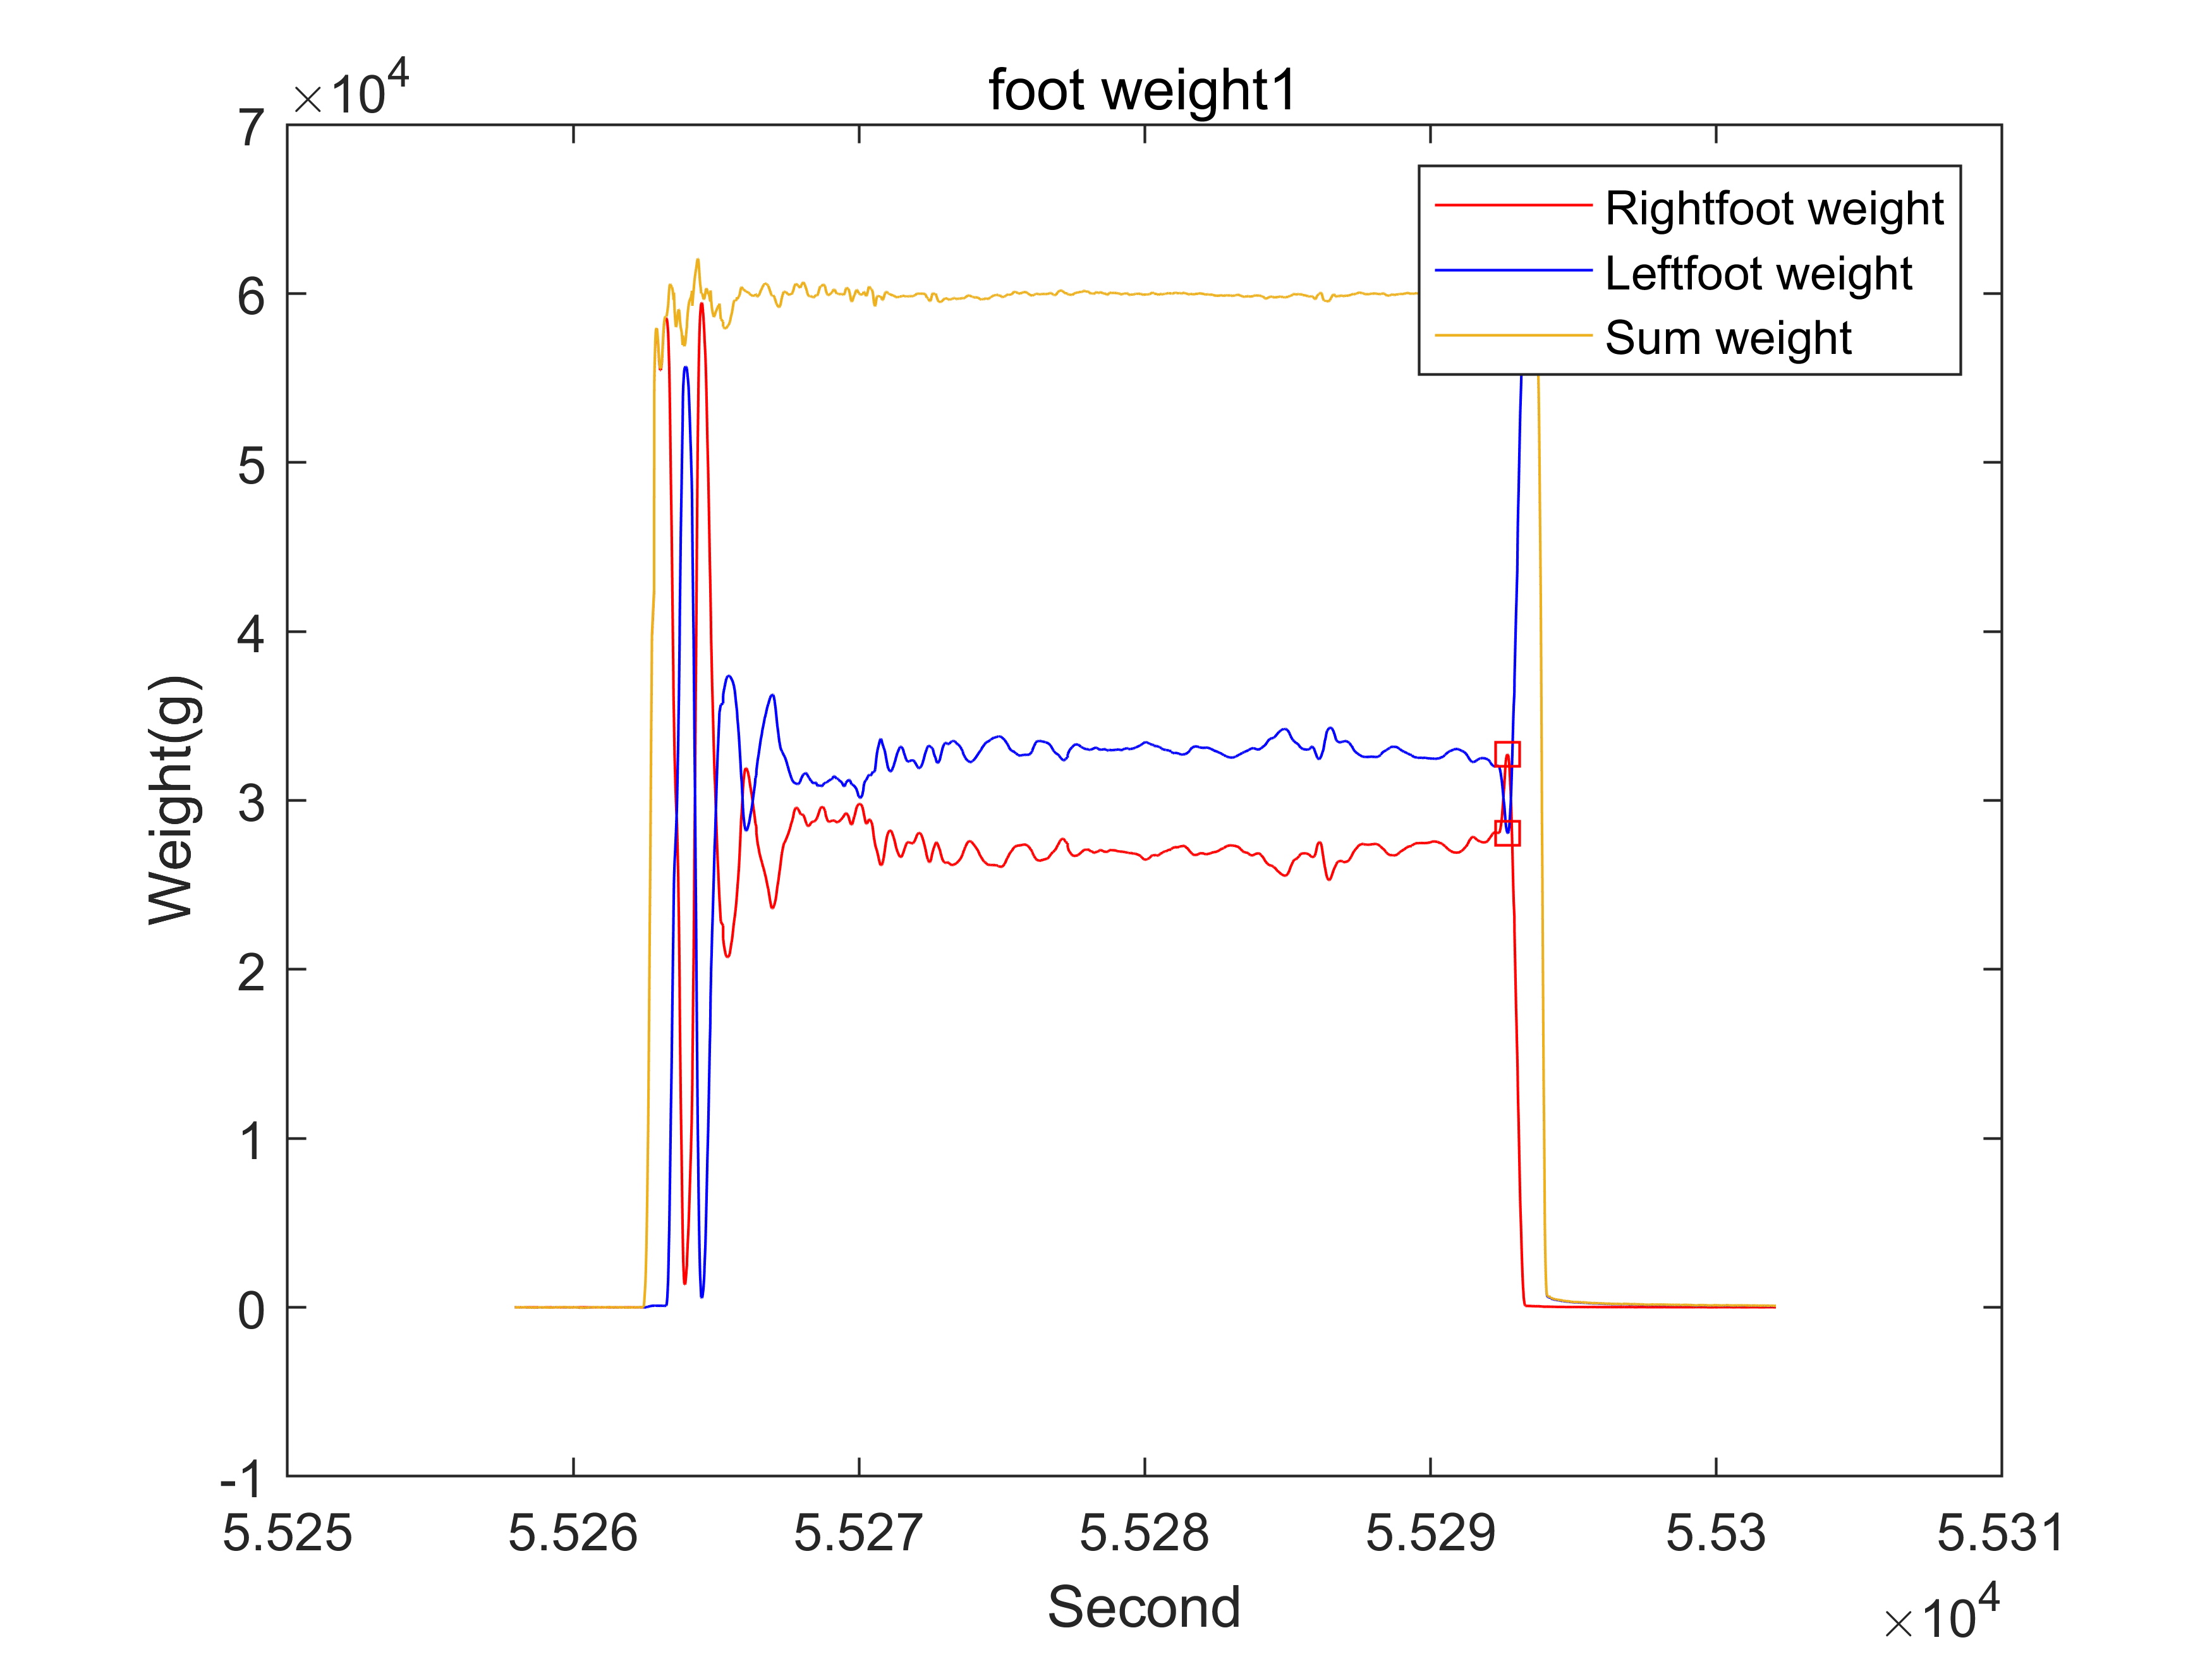 foot weight1
×10⁴
7
6
5
4
3
2
1
0
-1
Weight(g)
Rightfoot weight
Leftfoot weight
Sum weight
5.525 5.526 5.527 5.528 5.529 5.53 5.531
Second
×10⁴